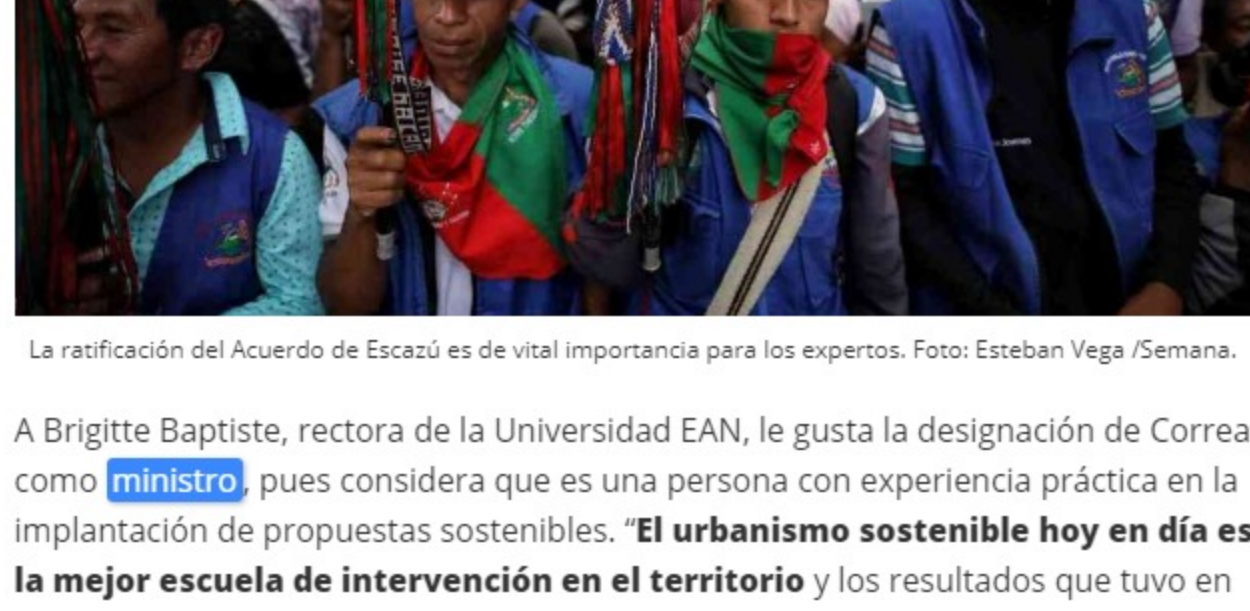 La ratificación del Acuerdo de Escazú es de vital importancia para los expertos. Foto: Esteban Vega /Semana.
A Brigitte Baptiste, rectora de la Universidad EAN, le gusta la designación de Correa
como ministro, pues considera que es una persona con experiencia práctica en la
implantación de propuestas sostenibles. “El urbanismo sostenible hoy en día es
la mejor escuela de intervención en el territorio y los resultados que tuvo en